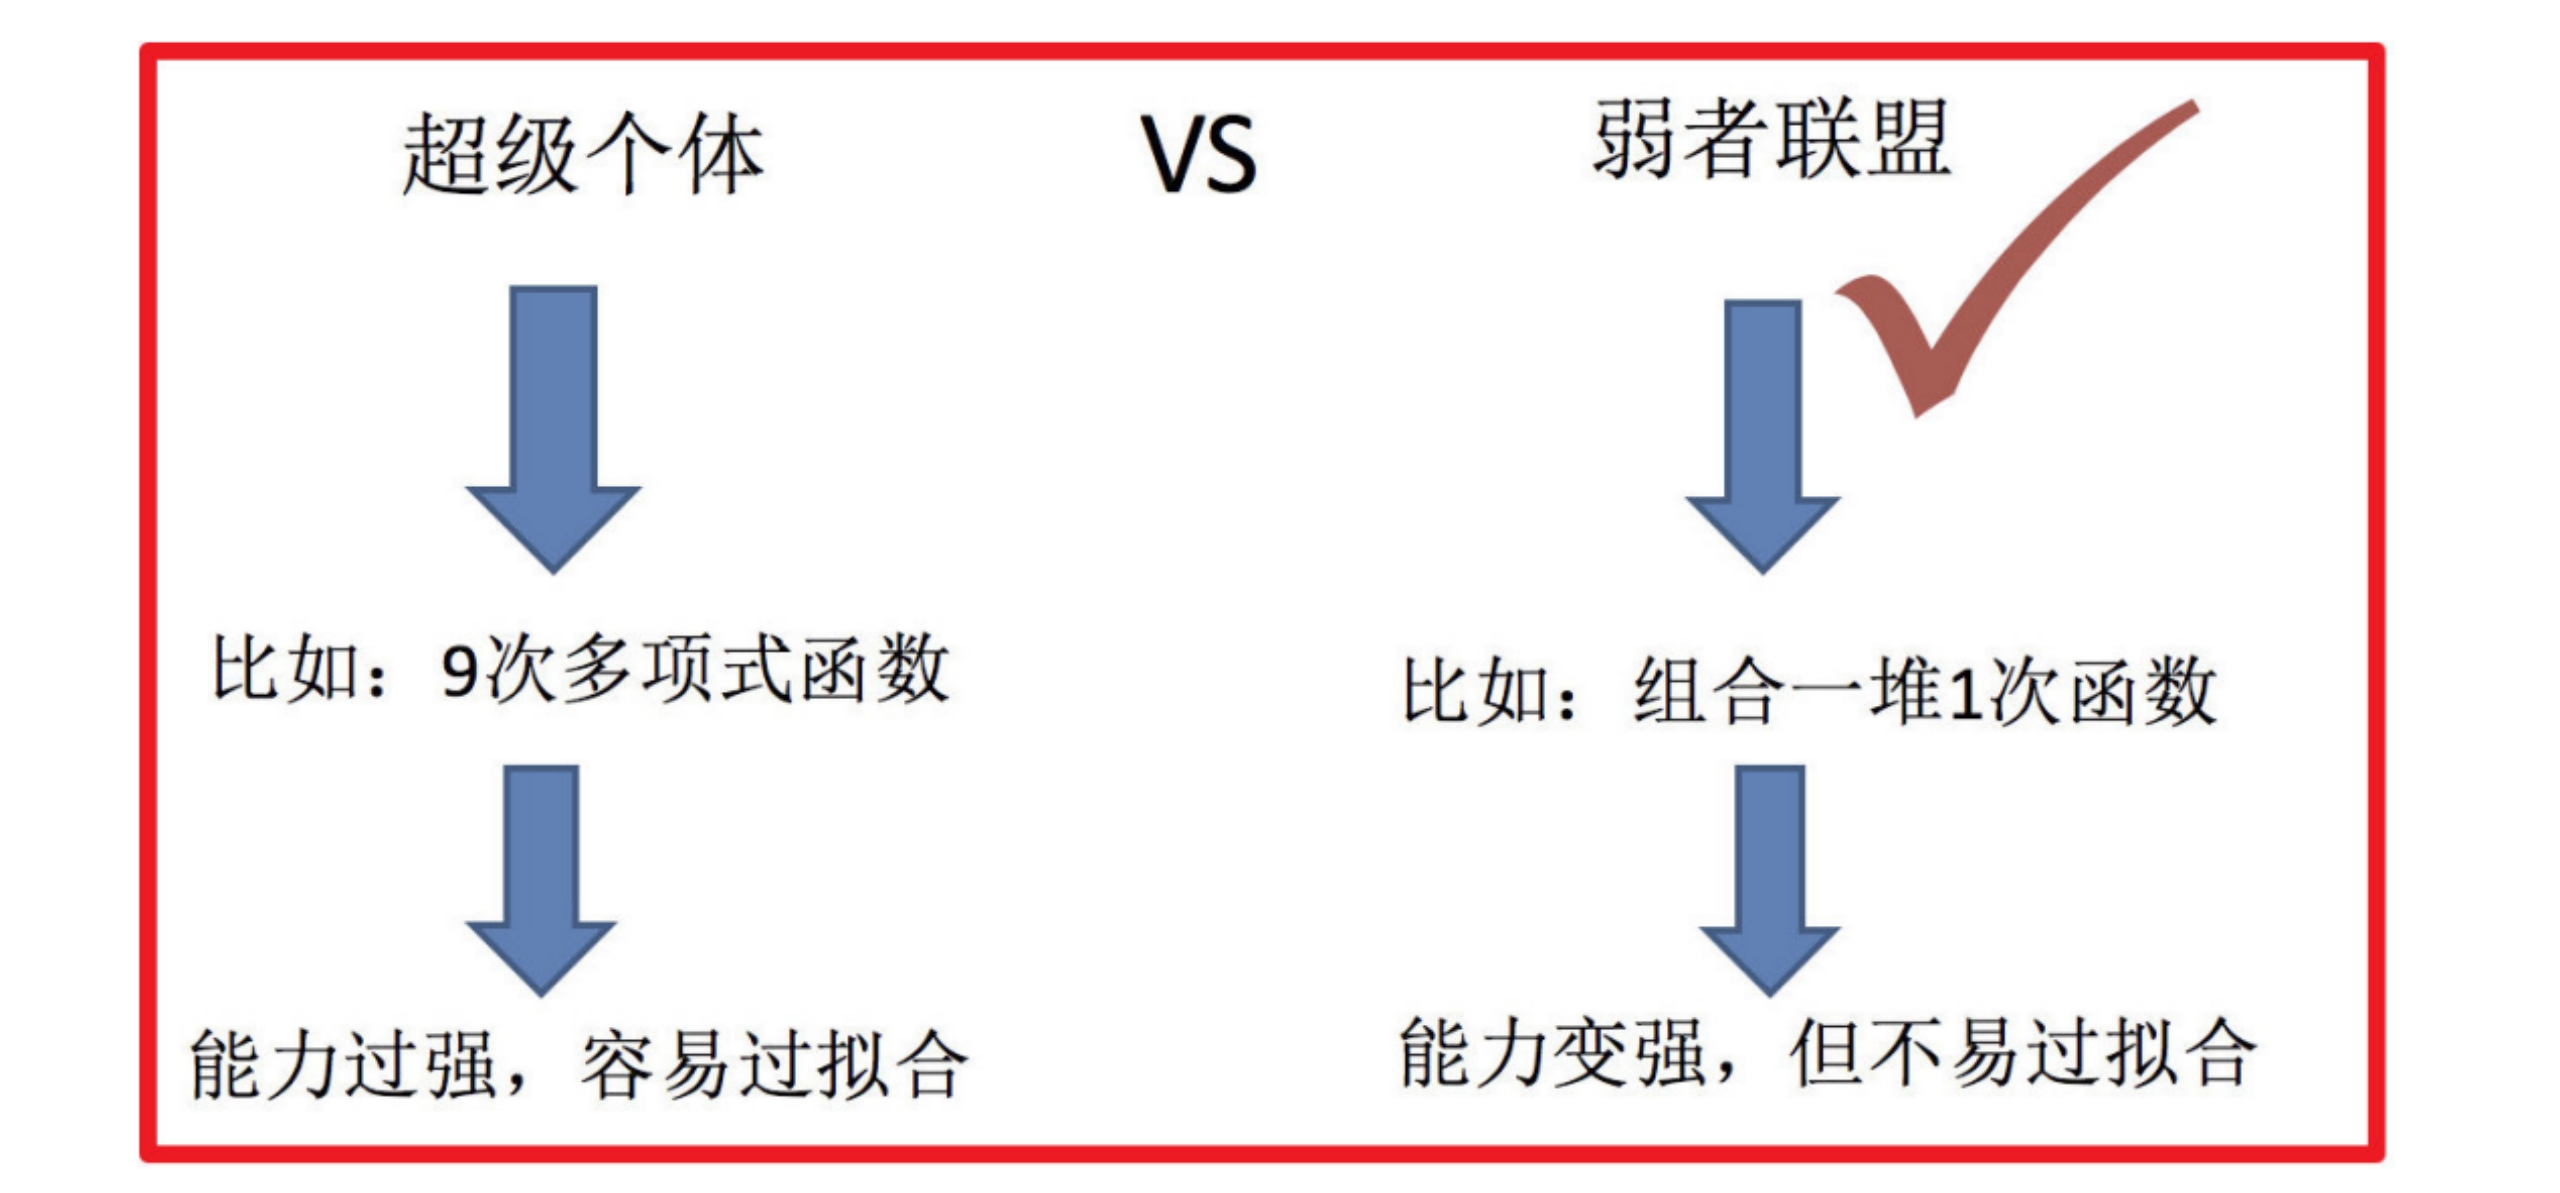 超级个体
VS
弱者联盟
比如：9次多项式函数
比如：组合一堆1次函数
能力过强，容易过拟合
能力变强，但不易过拟合